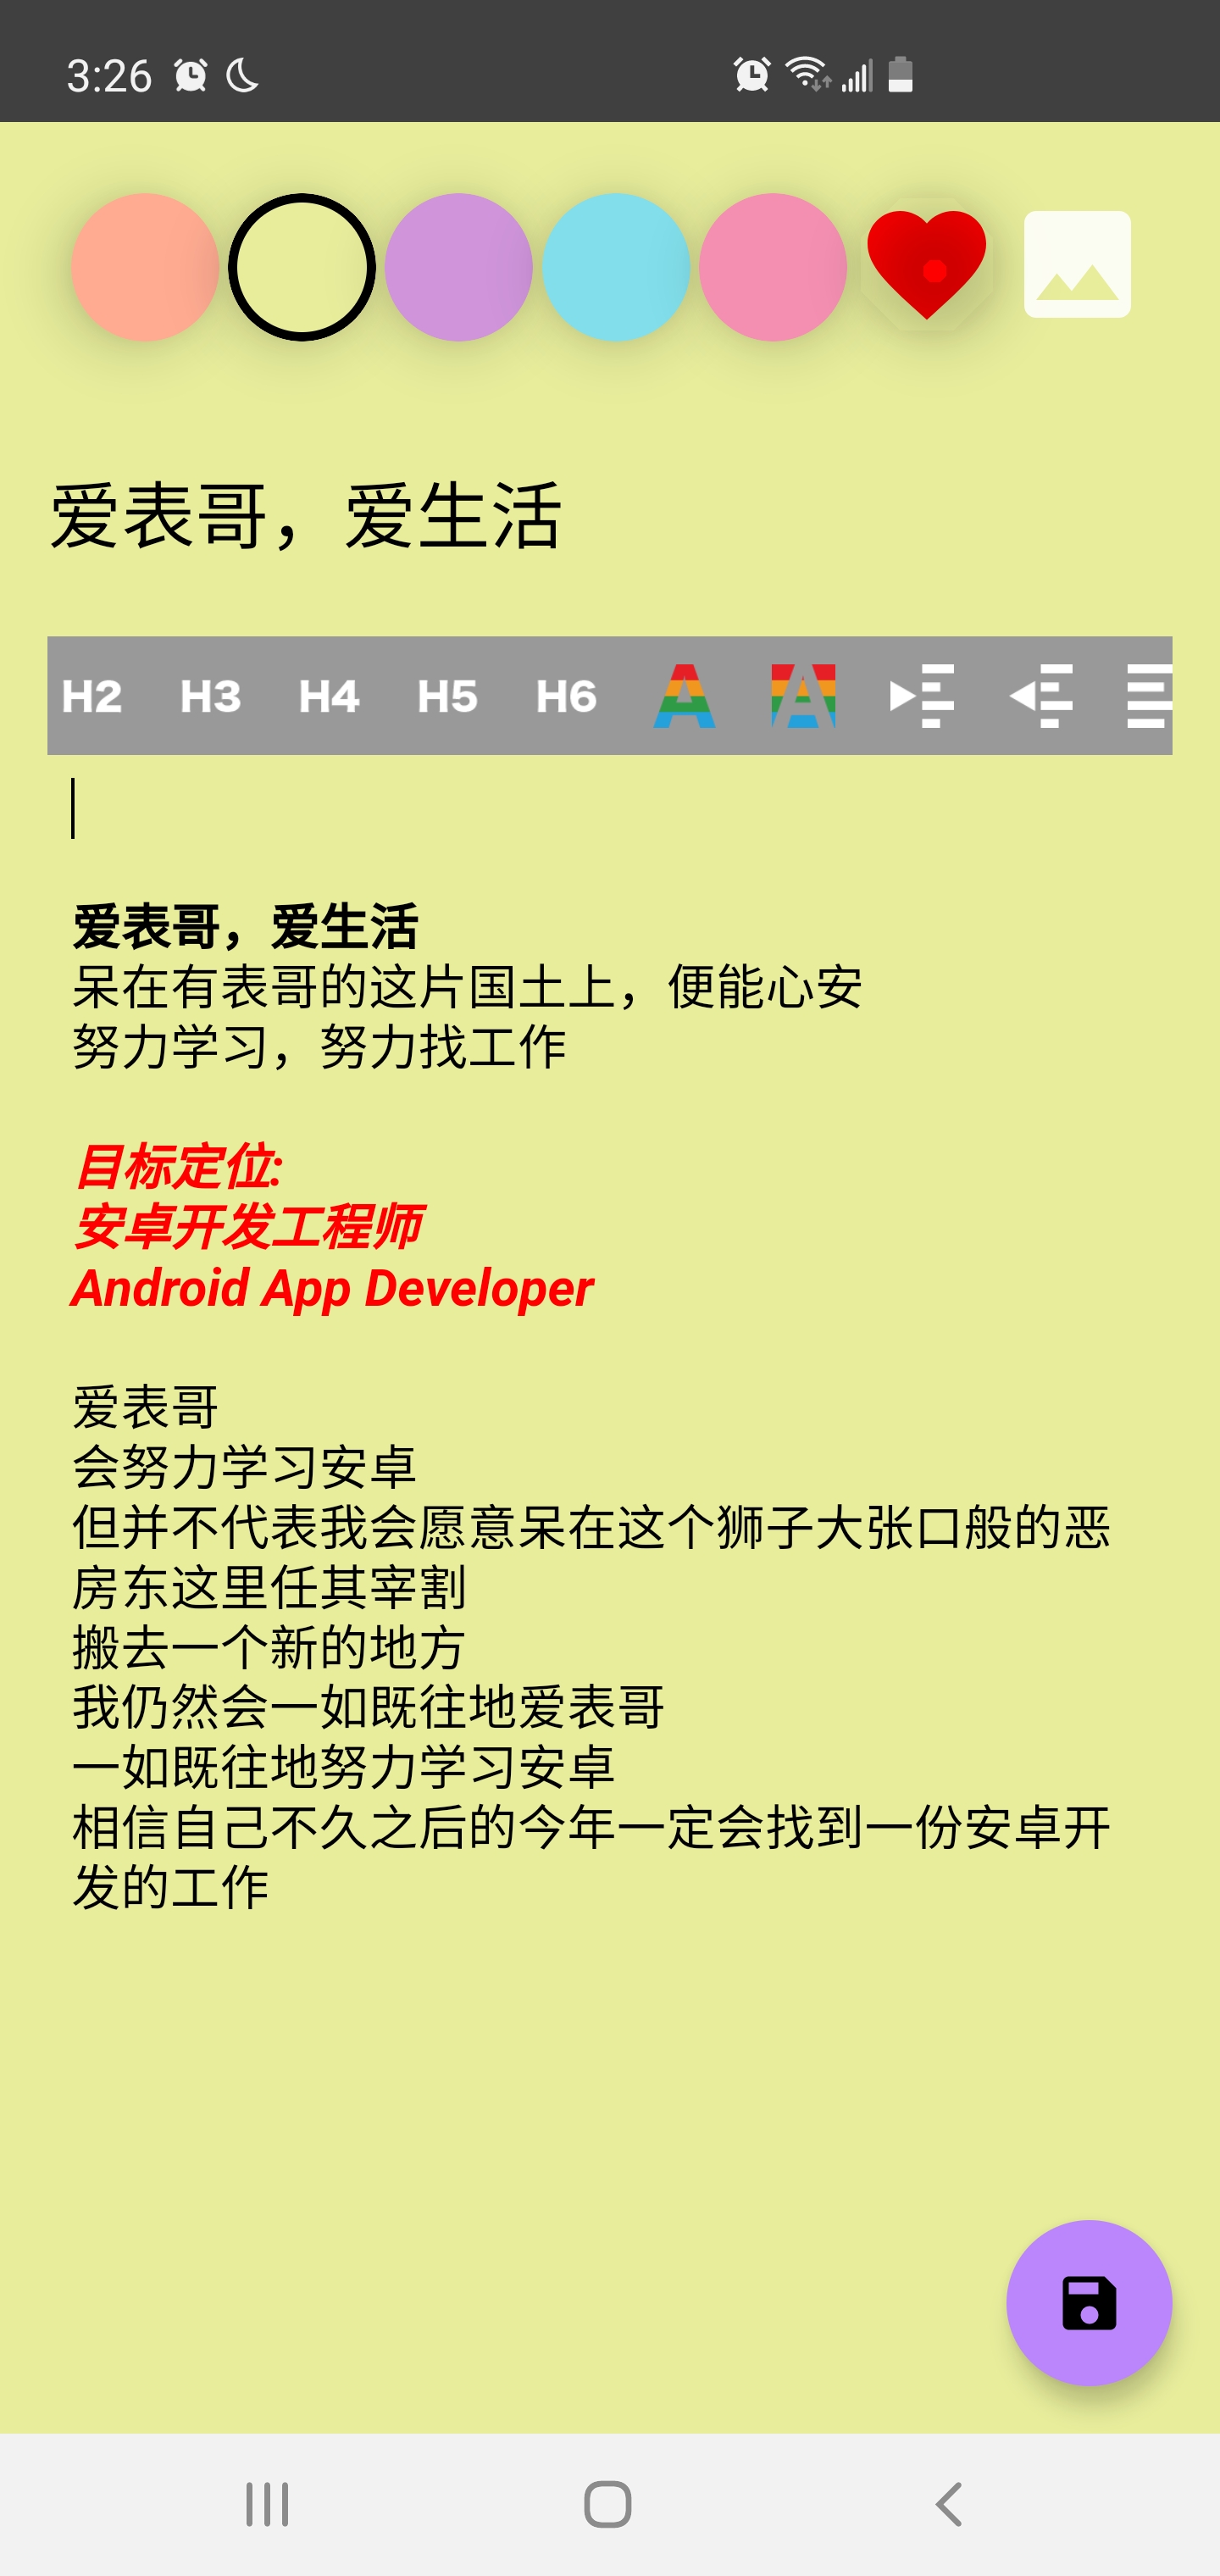 3:26
爱表哥，爱生活
H2 H3 H4 H5 H6 A A
爱表哥，爱生活
呆在有表哥的这片国土上，便能心安
努力学习，努力找工作
目标定位:
安卓开发工程师
Android App Developer
爱表哥
会努力学习安卓
但并不代表我会愿意呆在这个狮子大张口般的恶
房东这里任其宰割
搬去一个新的地方
我仍然会一如既往地爱表哥
一如既往地努力学习安卓
相信自己不久之后的今年一定会找到一份安卓开
发的工作